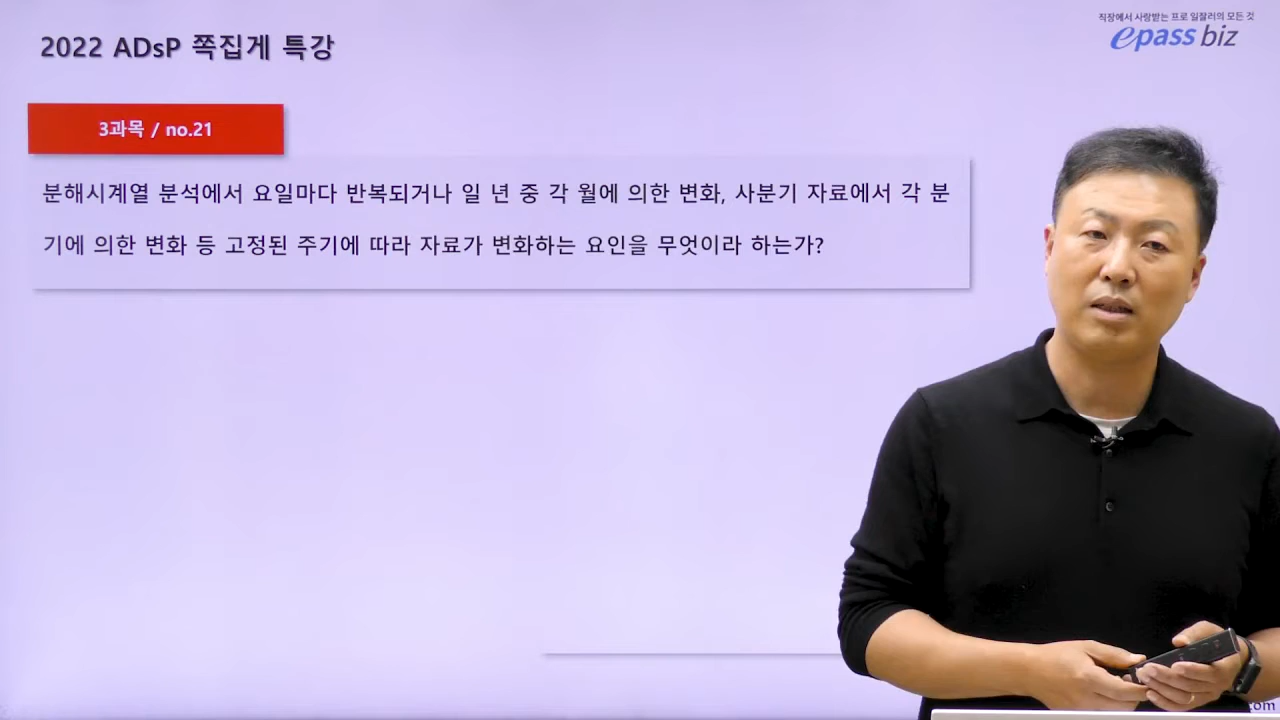 2022 ADsP 쪽집게 특강
직장에서 사랑받는 프로 일잘러의 모든 것
epass biz
3과목 / no.21
분해시계열 분석에서 요일마다 반복되거나 일 년 중 각 월에 의한 변화, 사분기 자료에서 각 분
기에 의한 변화 등 고정된 주기에 따라 자료가 변화하는 요인을 무엇이라 하는가?
com